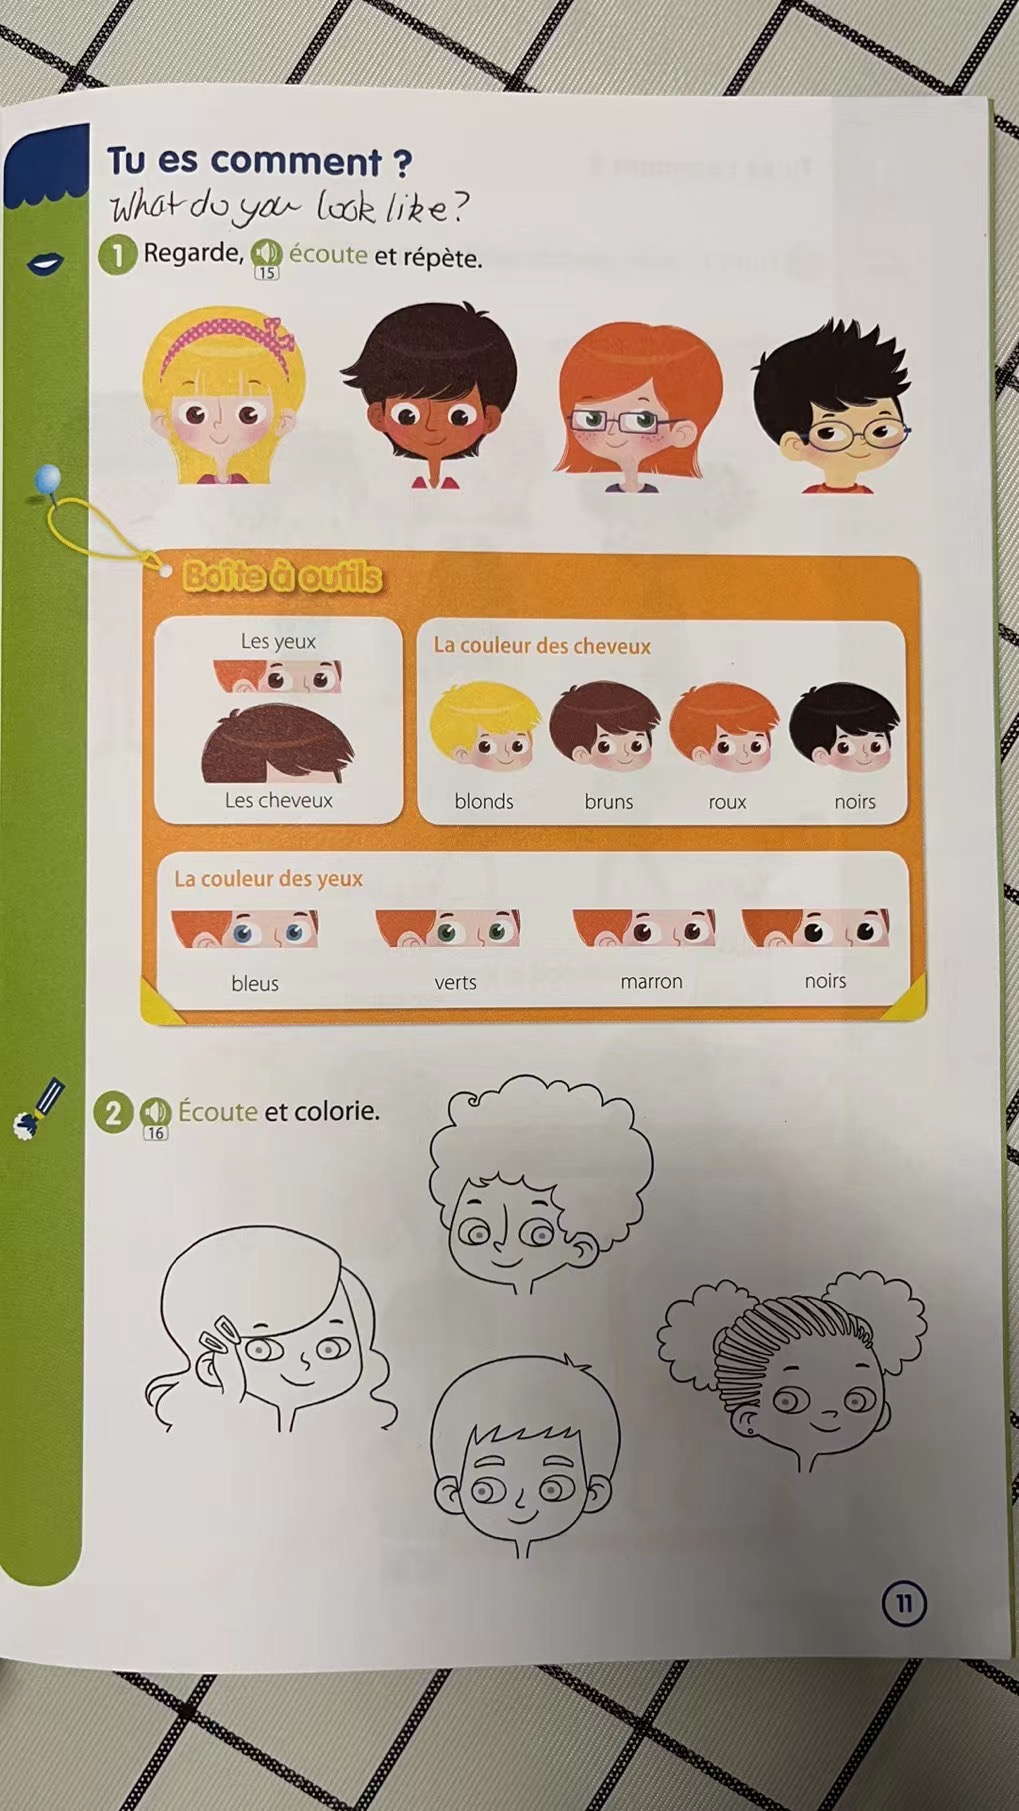 Tu es comment ?
What do you look like?
1 Regarde, écoute et répète.
15
Boîte à outils
Les yeux
Les cheveux
La couleur des cheveux
blonds bruns roux noirs
La couleur des yeux
bleus verts marron noirs
2 Écoute et colorie.
16
11